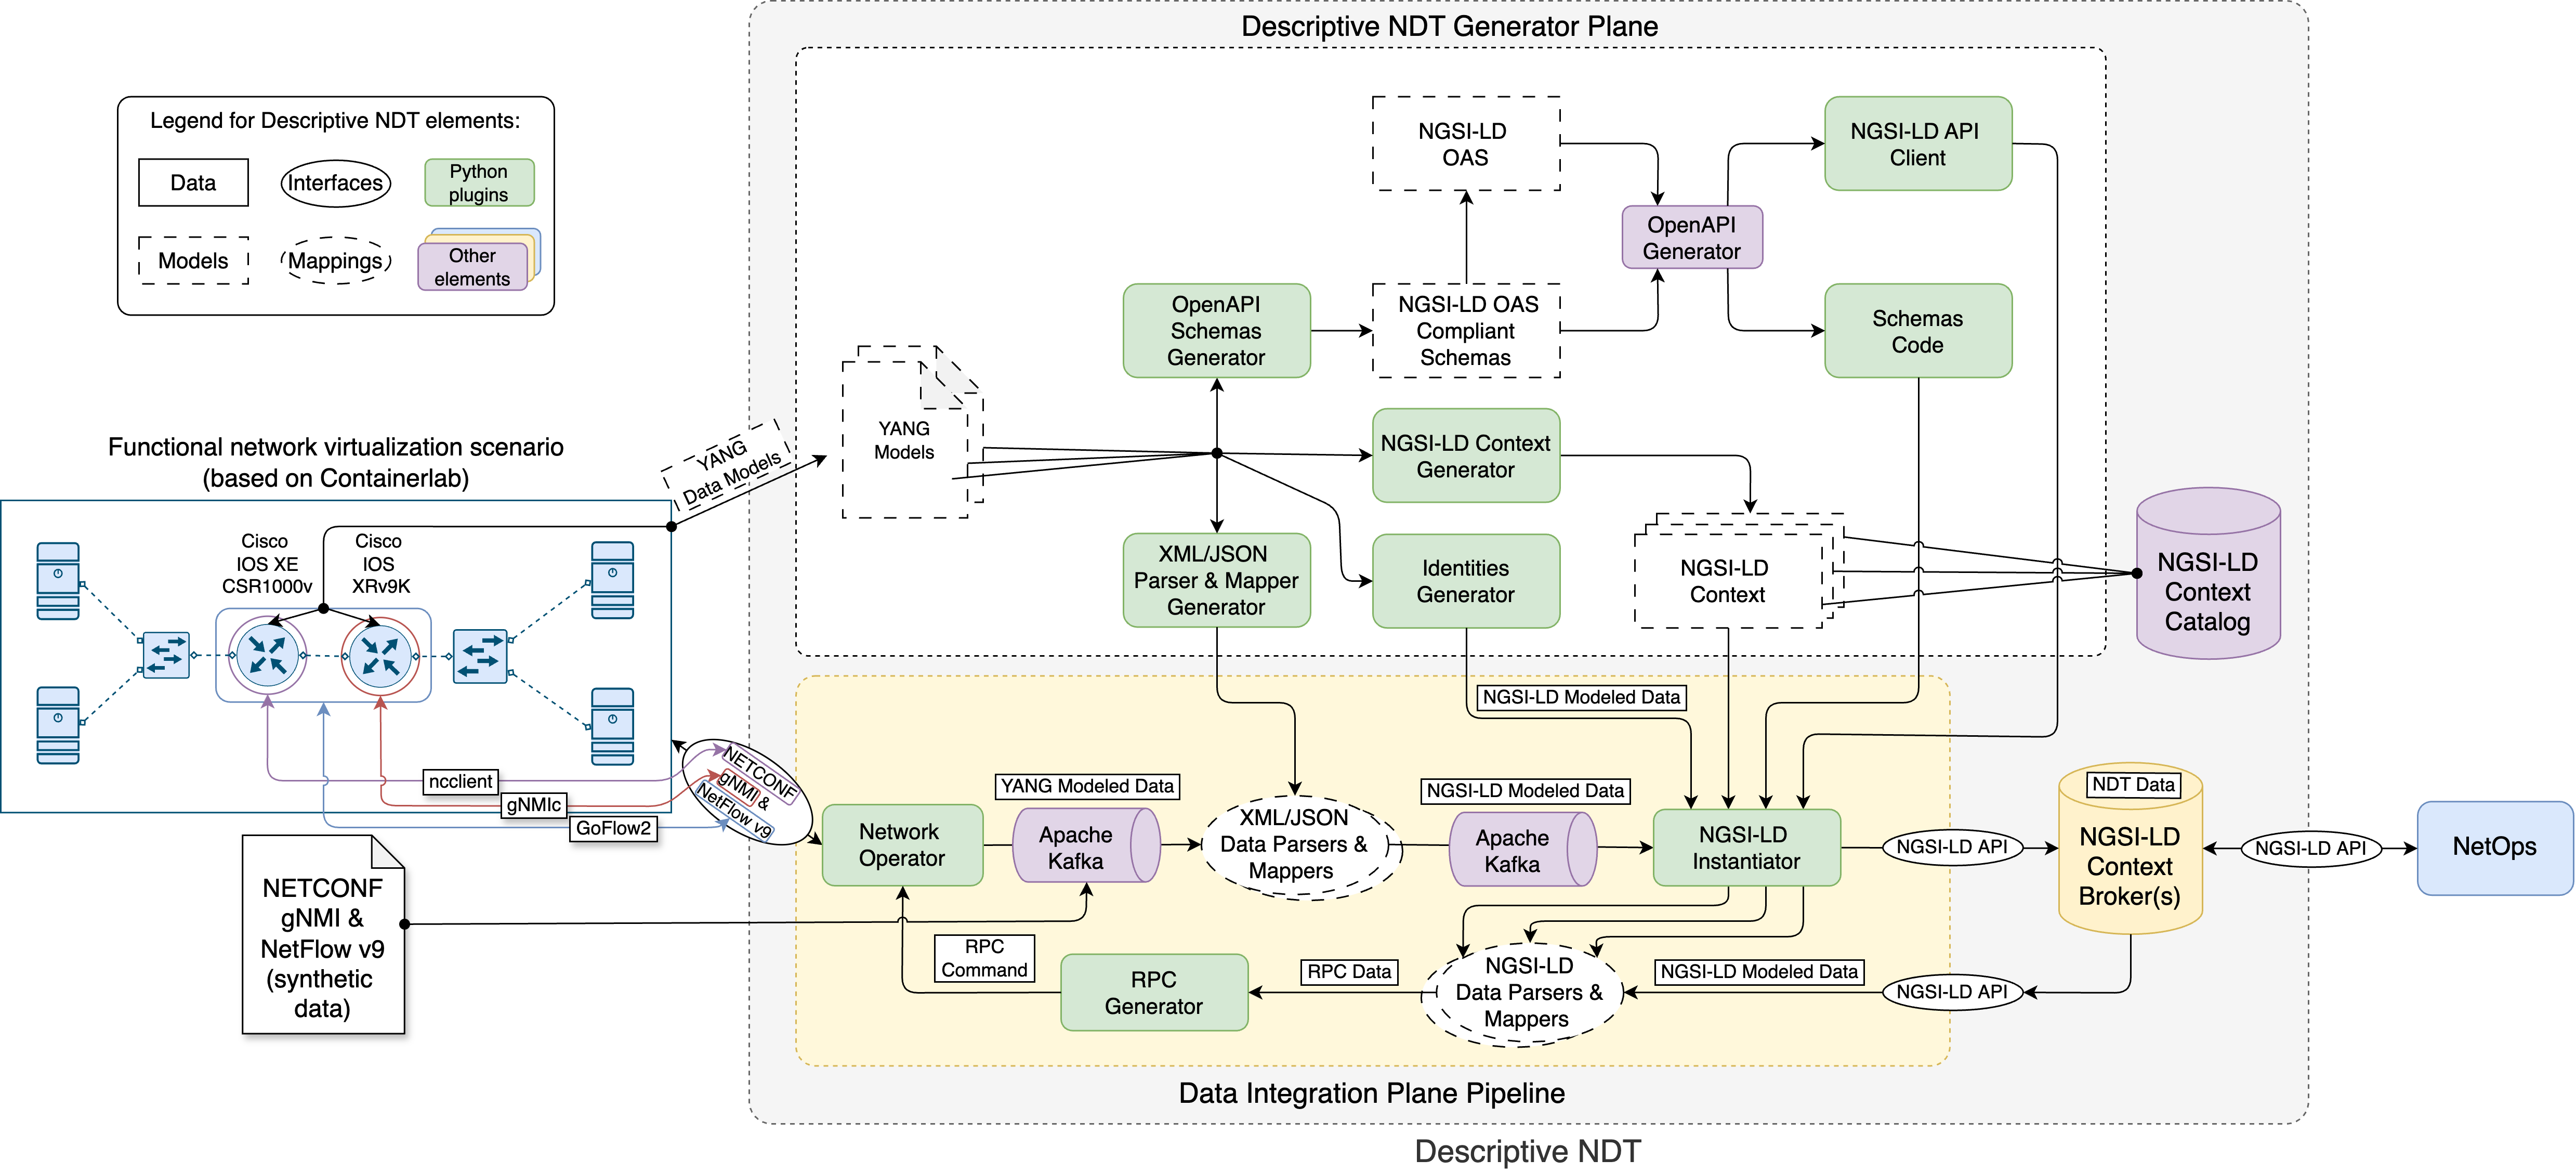 Descriptive NDT Generator Plane
Legend for Descriptive NDT elements:
Data
Interfaces
Python
plugins
Models
Mappings
Other
elements
NGSI-LD
OAS
NGSI-LD API
Client
OpenAPI
Generator
OpenAPI
Schemas
Generator
NGSI-LD OAS
Compliant
Schemas
Schemas
Code
YANG
Models
NGSI-LD Context
Generator
XML/JSON
Parser & Mapper
Generator
Identities
Generator
NGSI-LD
Context
NGSI-LD
Context
Catalog
Functional network virtualization scenario
(based on Containerlab)
YANG
Data Models
Cisco
IOS XE
CSR1000v
Cisco
IOS
XRv9K
ncclient
gNMIc
GoFlow2
NETCONF
gNMI &
NetFlow v9
NETCONF
gNMI &
NetFlow v9
(synthetic
data)
NGSI-LD Modeled Data
Network
Operator
YANG Modeled Data
Apache
Kafka
XML/JSON
Data Parsers &
Mappers
NGSI-LD Modeled Data
Apache
Kafka
NGSI-LD
Instantiator
NGSI-LD API
NDT Data
NGSI-LD
Context
Broker(s)
NGSI-LD API
NetOps
RPC
Command
RPC
Generator
RPC Data
NGSI-LD
Data Parsers &
Mappers
NGSI-LD Modeled Data
NGSI-LD API
Data Integration Plane Pipeline
Descriptive NDT